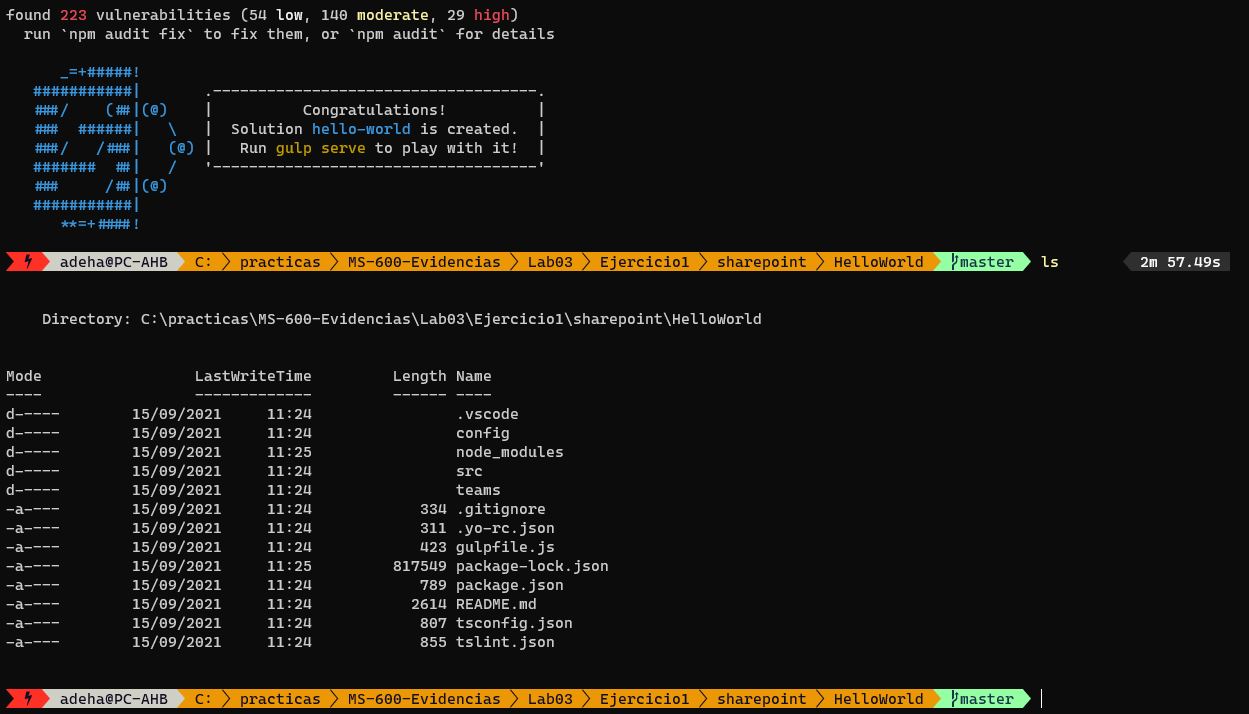 found 223 vulnerabilities (54 low, 140 moderate, 29 high)
  run `npm audit fix` to fix them, or `npm audit` for details
      _=+#####!
   ###########|       .------------------------------------.
   ###/    (##|(@)    |          Congratulations!          |
   ###  ######|   \   |  Solution hello-world is created.  |
   ###/   /###|   (@) |   Run gulp serve to play with it!  |
   #######  ##|   /   '------------------------------------'
   ###     /##|(@)
   ###########|
      **=+####!
adeha@PC-AHB C: practicas MS-600-Evidencias Lab03 Ejercicio1 sharepoint HelloWorld master ls 2m 57.49s
    Directory: C:\practicas\MS-600-Evidencias\Lab03\Ejercicio1\sharepoint\HelloWorld
Mode                 LastWriteTime         Length Name
----                 -------------         ------ ----
d-----        15/09/2021     11:24                .vscode
d-----        15/09/2021     11:24                config
d-----        15/09/2021     11:25                node_modules
d-----        15/09/2021     11:24                src
d-----        15/09/2021     11:24                teams
-a----        15/09/2021     11:24            334 .gitignore
-a----        15/09/2021     11:24            311 .yo-rc.json
-a----        15/09/2021     11:24            423 gulpfile.js
-a----        15/09/2021     11:25         817549 package-lock.json
-a----        15/09/2021     11:24            789 package.json
-a----        15/09/2021     11:24           2614 README.md
-a----        15/09/2021     11:24            807 tsconfig.json
-a----        15/09/2021     11:24            855 tslint.json
adeha@PC-AHB C: practicas MS-600-Evidencias Lab03 Ejercicio1 sharepoint HelloWorld master